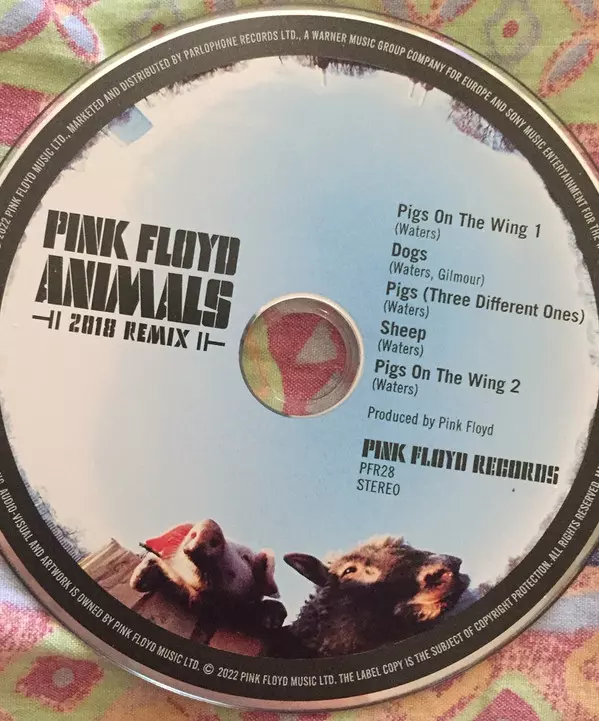 PINK FLOYD
ANIMALS
2018 REMIX
Pigs On The Wing 1
(Waters)
Dogs
(Waters, Gilmour)
Pigs (Three Different Ones)
(Waters)
Sheep
(Waters)
Pigs On The Wing 2
(Waters)
Produced by Pink Floyd
PINK FLOYD RECORDS
PFR28
STEREO
2022 PINK FLOYD MUSIC LTD., MARKETED AND DISTRIBUTED BY PARLOPHONE RECORDS LTD., A WARNER MUSIC GROUP COMPANY FOR EUROPE AND SONY MUSIC ENTERTAINMENT FOR THE
AUDIO-VISUAL AND ARTWORK IS OWNED BY PINK FLOYD MUSIC LTD. © 2022 PINK FLOYD MUSIC LTD. THE LABEL COPY IS THE SUBJECT OF COPYRIGHT PROTECTION. ALL RIGHTS RESERVED.